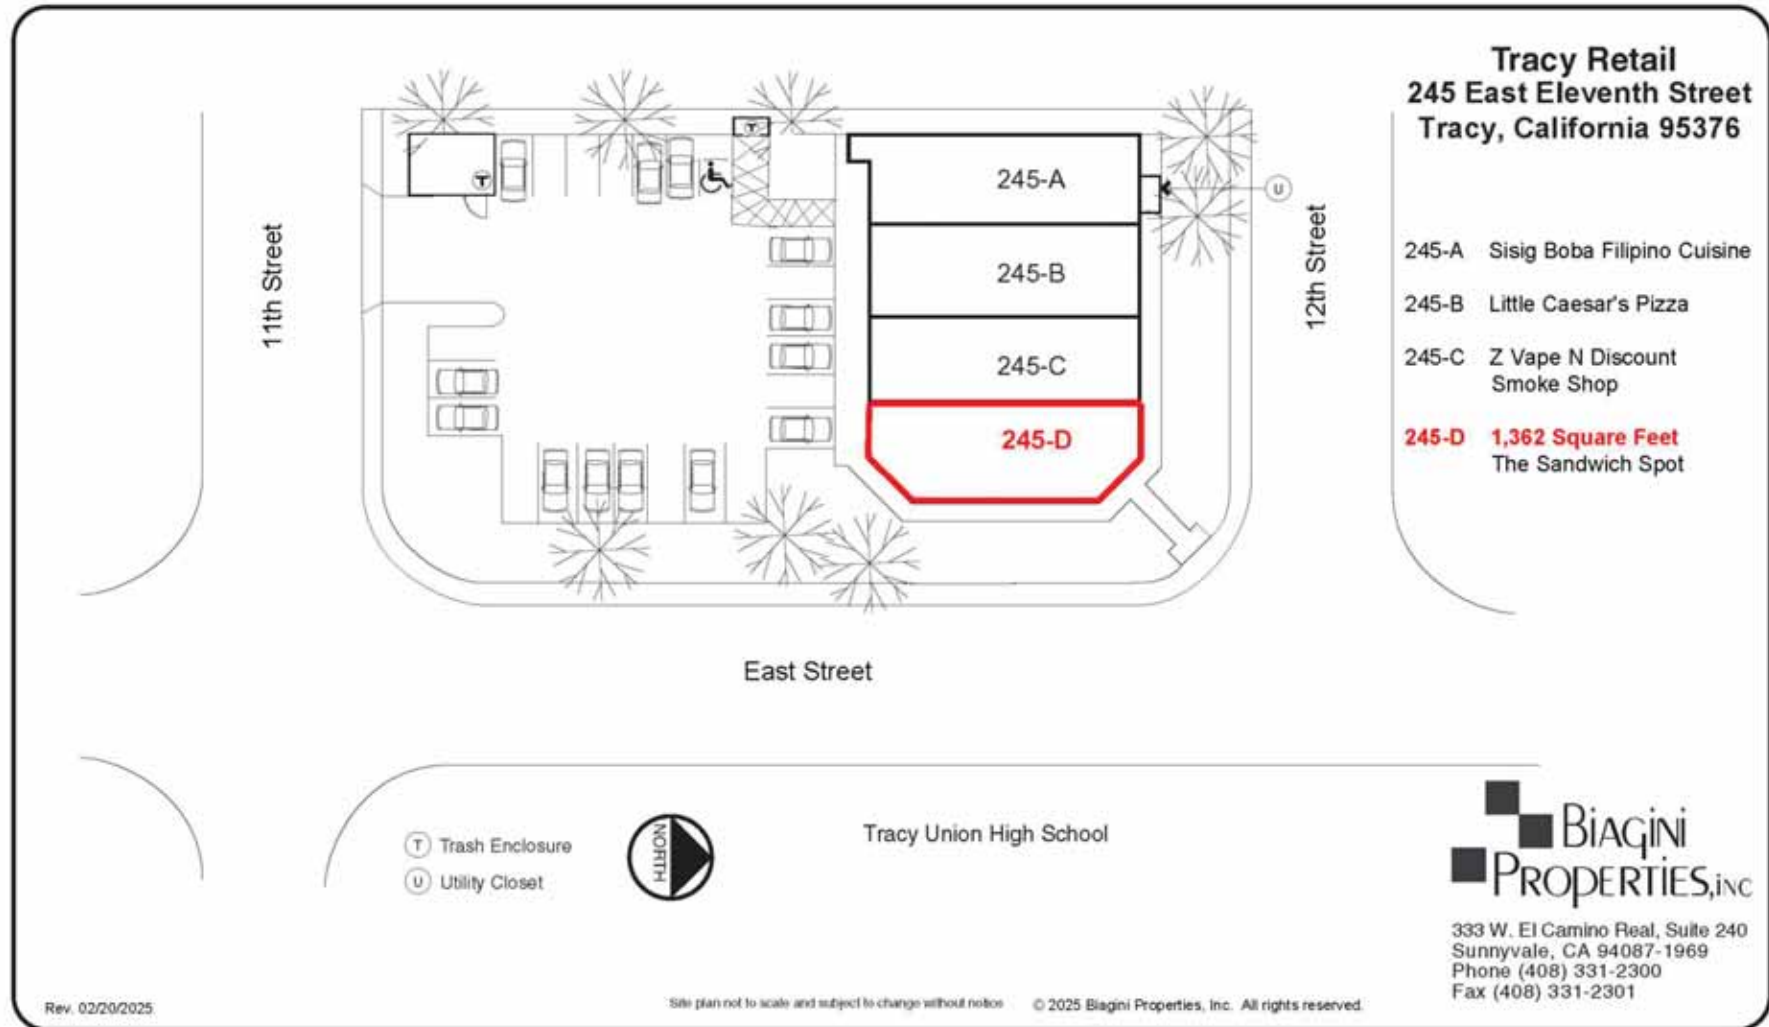 Tracy Retail
245 East Eleventh Street
Tracy, California 95376
T
T
245-A
U
245-B
245-C
245-D
11th Street
12th Street
East Street
245-A Sisig Boba Filipino Cuisine
245-B Little Caesar's Pizza
245-C Z Vape N Discount
Smoke Shop
245-D 1,362 Square Feet
The Sandwich Spot
T Trash Enclosure
U Utility Closet
NORTH
Tracy Union High School
BiAGiNi
PROPERTiES,iNC
333 W. El Camino Real, Suite 240
Sunnyvale, CA 94087-1969
Phone (408) 331-2300
Fax (408) 331-2301
Rev. 02/20/2025
Site plan not to scale and subject to change without notice
© 2025 Biagini Properties, Inc. All rights reserved.